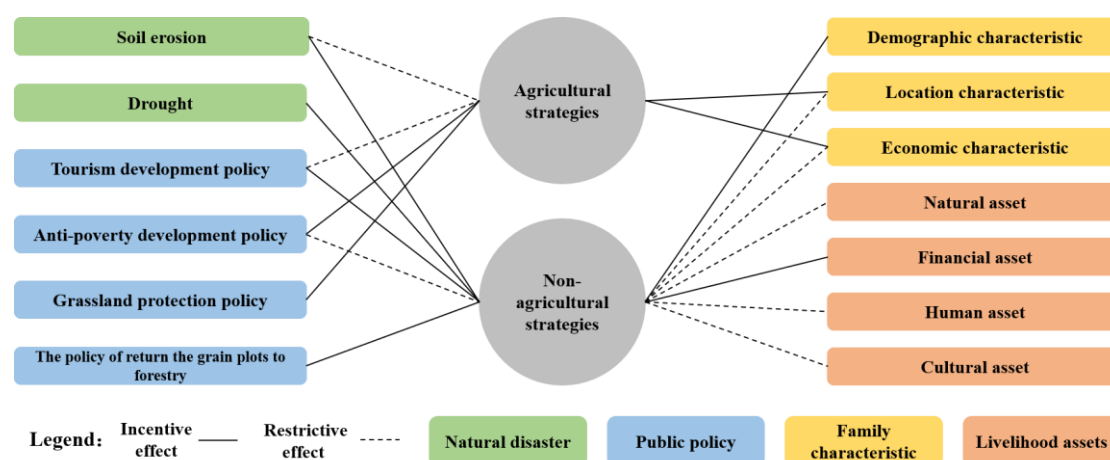 Soil erosion
Drought
Tourism development policy
Anti-poverty development policy
Grassland protection policy
The policy of return the grain plots to
forestry
Agricultural
strategies
Non-
agricultural
strategies
Demographic characteristic
Location characteristic
Economic characteristic
Natural asset
Financial asset
Human asset
Cultural asset
Legend:
Incentive
effect
Restrictive
effect
Natural disaster
Public policy
Family
characteristic
Livelihood assets